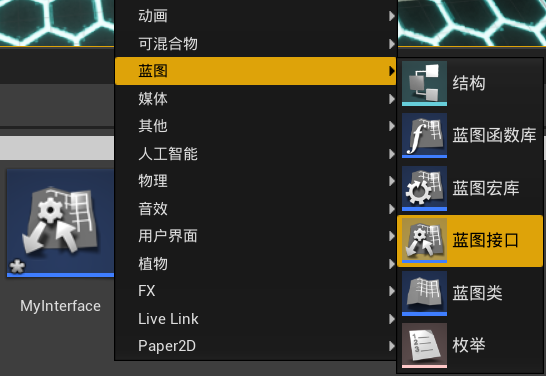 动画
可混合物
蓝图
媒体
其他
人工智能
物理
音效
用户界面
植物
FX
Live Link
Paper2D
结构
蓝图函数库
蓝图宏库
蓝图接口
蓝图类
枚举
MyInterface